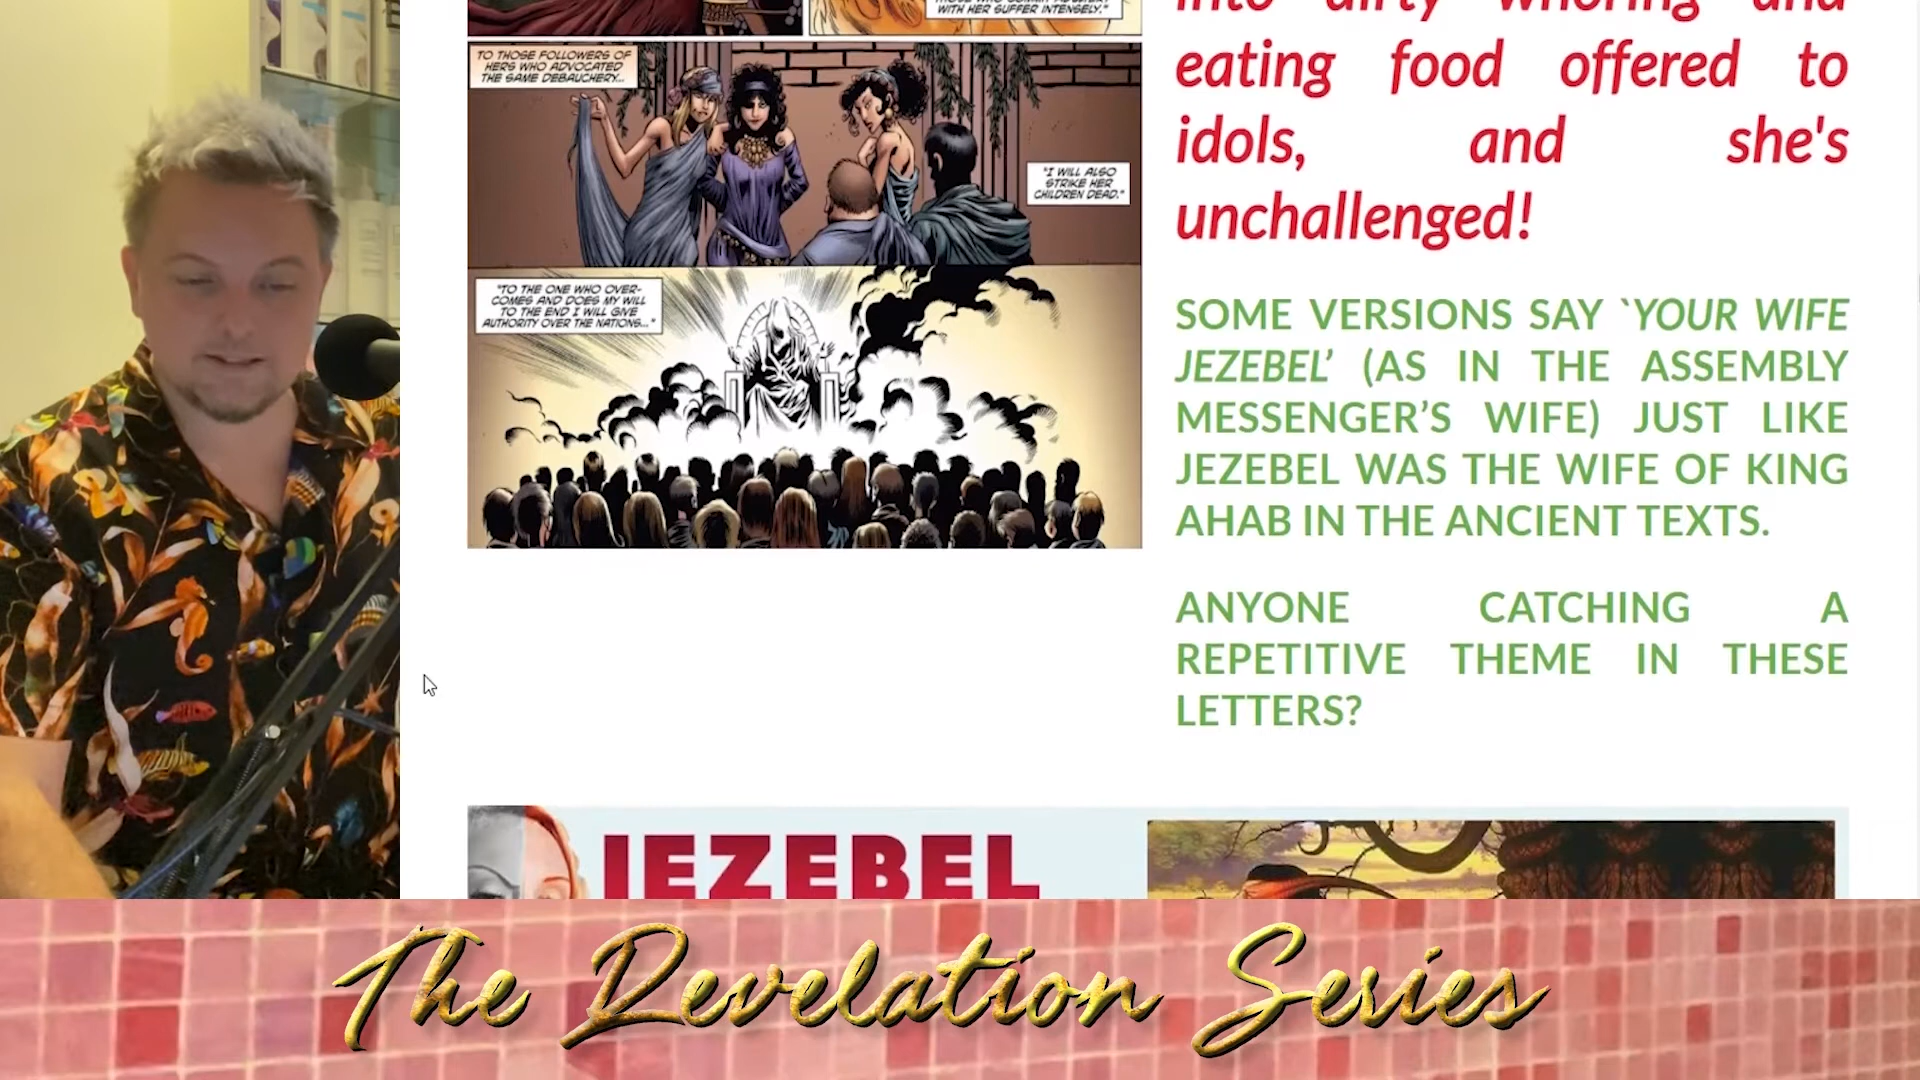 WITH HER SUFFER INTENSELY."
TO THOSE FOLLOWERS OF
HERS WHO ADVOCATED
THE SAME DEBAUCHERY...
"I WILL ALSO
STRIKE HER
CHILDREN DEAD."
"TO THE ONE WHO OVER-
COMES AND DOES MY WILL
TO THE END I WILL GIVE
AUTHORITY OVER THE NATIONS..."
into dirty whoring and
eating food offered to
idols, and she's
unchallenged!
SOME VERSIONS SAY `YOUR WIFE
JEZEBEL’ (AS IN THE ASSEMBLY
MESSENGER’S WIFE) JUST LIKE
JEZEBEL WAS THE WIFE OF KING
AHAB IN THE ANCIENT TEXTS.
ANYONE CATCHING A
REPETITIVE THEME IN THESE
LETTERS?
JEZEBEL
The Revelation Series